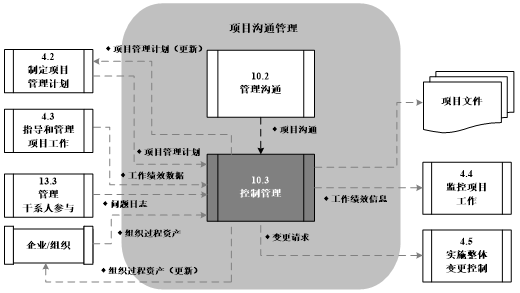 项目沟通管理
4.2
制定项目
管理计划
◆ 项目管理计划（更新）
10.2
管理沟通
项目文件
◆ 项目沟通
4.3
指导和管理
项目工作
◆ 项目管理计划
◆ 工作绩效数据
10.3
控制管理
4.4
监控项目
工作
13.3
管理
干系人参与
◆ 问题日志
◆ 工作绩效信息
企业/组织
◆ 组织过程资产
◆ 变更请求
4.5
实施整体
变更控制
◆ 组织过程资产（更新）